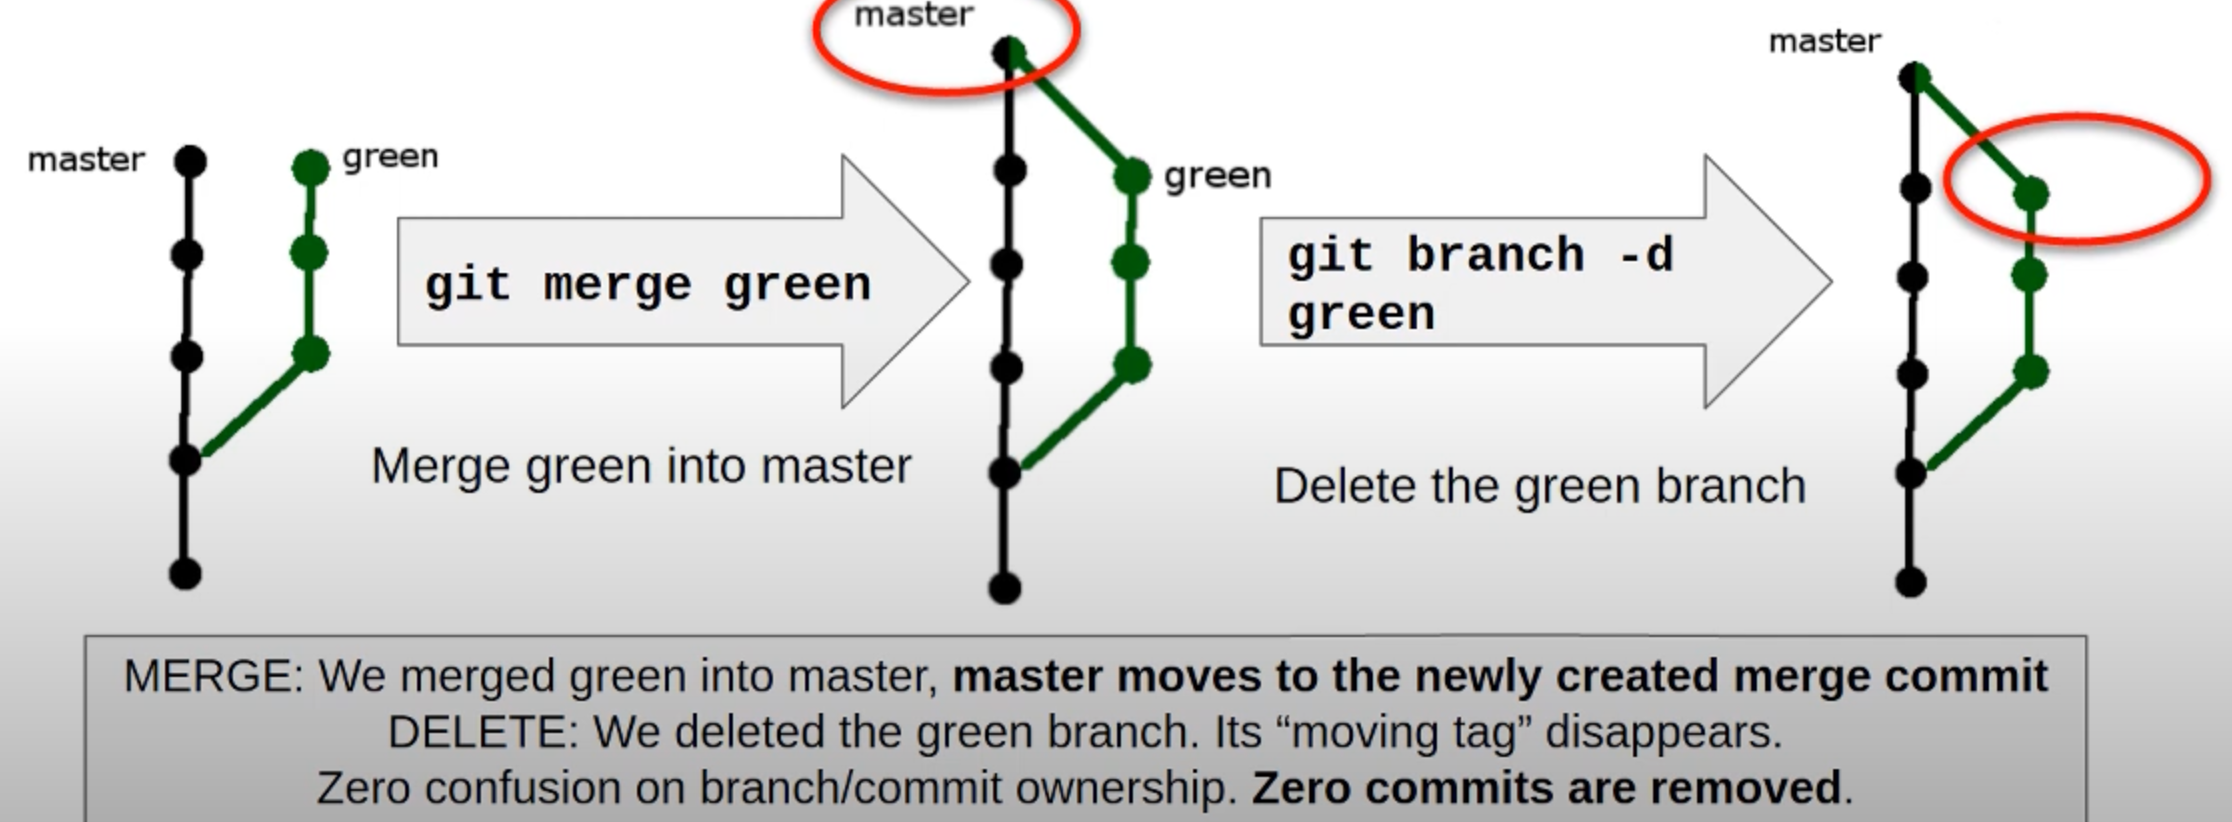 master
master
master
master
green
green
git merge green
git branch -d
green
Merge green into master
Delete the green branch
MERGE: We merged green into master, master moves to the newly created merge commit
DELETE: We deleted the green branch. Its “moving tag” disappears.
Zero confusion on branch/commit ownership. Zero commits are removed.